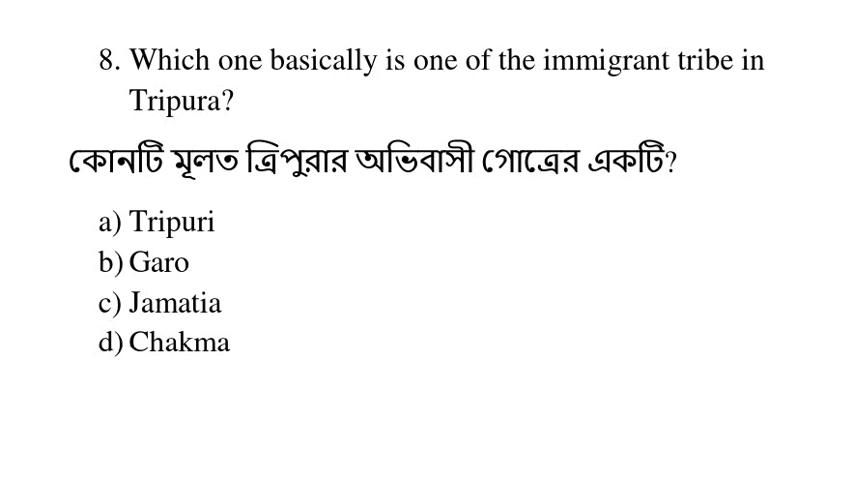 8. Which one basically is one of the immigrant tribe in
Tripura?
কোনটি মূলত ত্রিপুরার অভিবাসী গোত্রের একটি?
a) Tripuri
b) Garo
c) Jamatia
d) Chakma